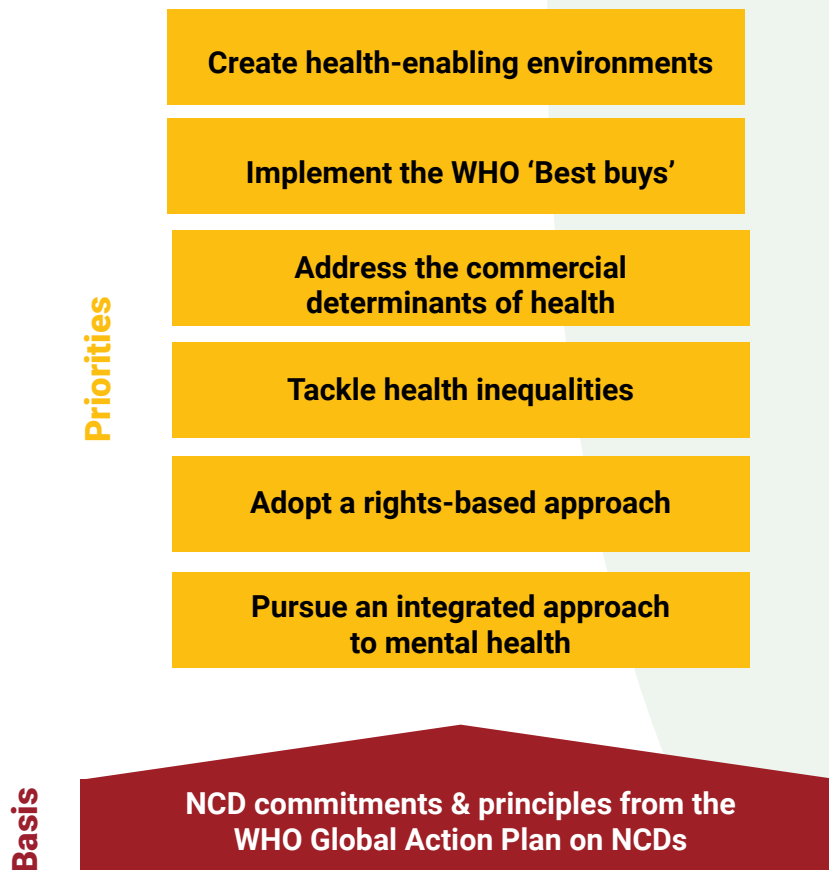 Create health-enabling environments
Implement the WHO ‘Best buys’
Address the commercial
determinants of health
Priorities
Tackle health inequalities
Adopt a rights-based approach
Pursue an integrated approach
to mental health
Basis
NCD commitments & principles from the
WHO Global Action Plan on NCDs